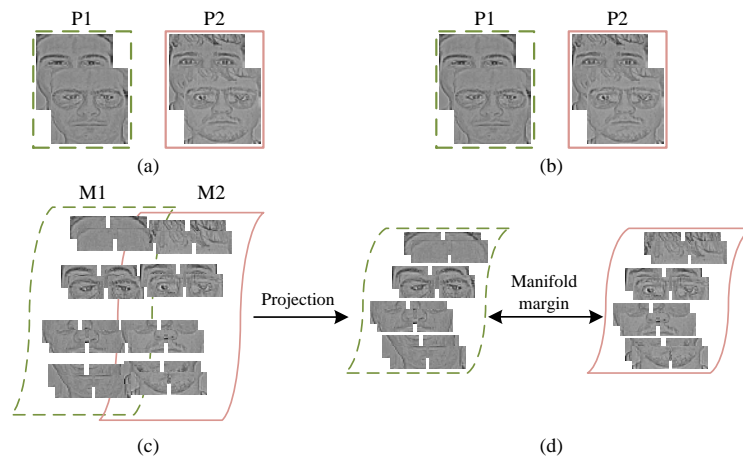 P1 P2 P1 P2
(a) (b)
M1 M2
Projection
Manifold
margin
(c) (d)